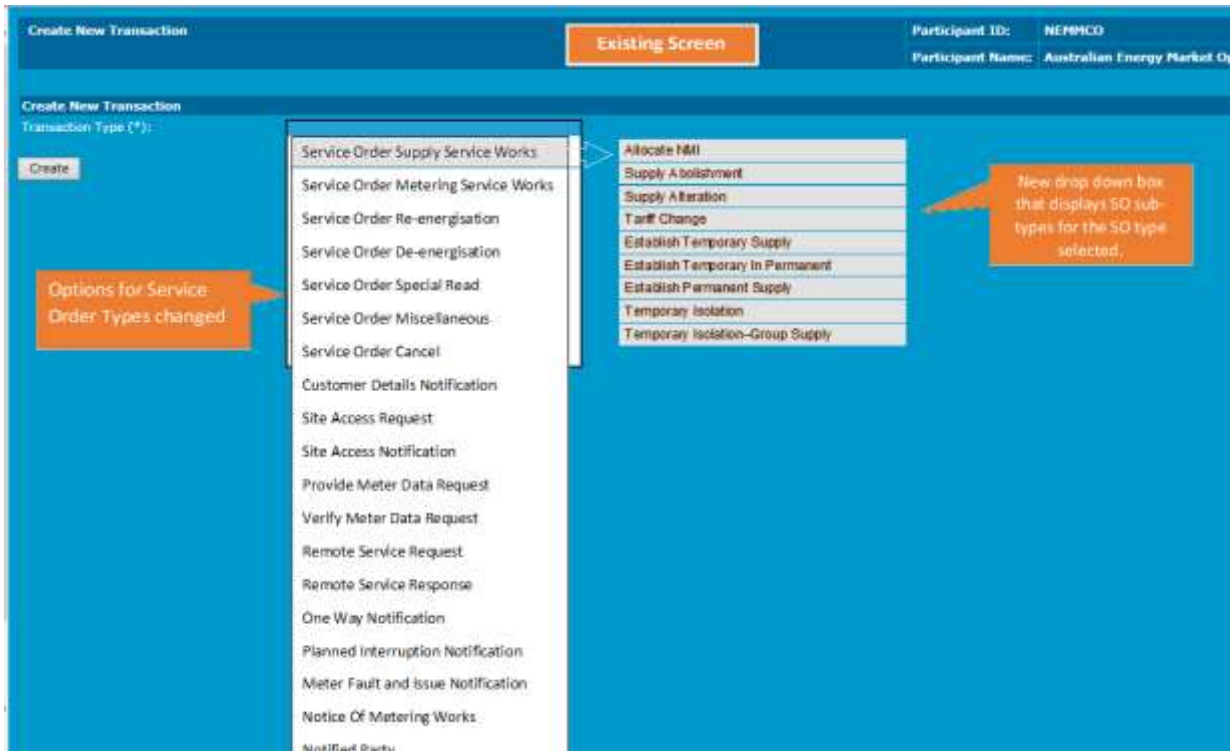 Create New Transaction
Existing Screen
Participant ID: NEMMCO
Participant Name: Australian Energy Market Op
Create New Transaction
Transaction Type (*):
Create
Service Order Supply Service Works
Service Order Metering Service Works
Service Order Re-energisation
Service Order De-energisation
Service Order Special Read
Service Order Miscellaneous
Service Order Cancel
Customer Details Notification
Site Access Request
Site Access Notification
Provide Meter Data Request
Verify Meter Data Request
Remote Service Request
Remote Service Response
One Way Notification
Planned Interruption Notification
Meter Fault and Issue Notification
Notice Of Metering Works
Notified Party
Allocate NMI
Supply Abolishment
Supply Alteration
Tariff Change
Establish Temporary Supply
Establish Temporary In Permanent
Establish Permanent Supply
Temporary Isolation
Temporary Isolation–Group Supply
New drop down box
that displays SO sub-
types for the SO type
selected.
Options for Service
Order Types changed